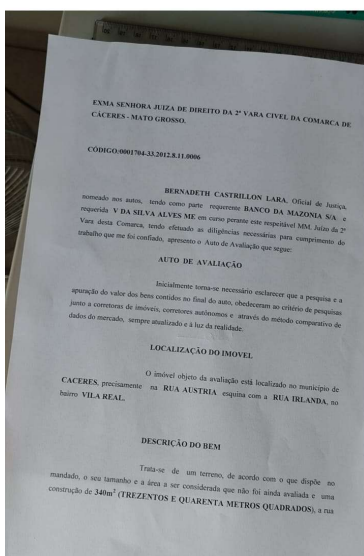 EXMA SENHORA JUIZA DE DIREITO DA 2ª VARA CIVEL DA COMARCA DE
CÁCERES - MATO GROSSO.
CÓDIGO:0001704-33.2012.8.11.0006
BERNADETH CASTRILLON LARA, Oficial de Justiça,
nomeado nos autos, tendo como parte requerente BANCO DA MAZONIA S/A e
requerida V DA SILVA ALVES ME em curso perante este respeitável MM. Juízo da 2ª
Vara desta Comarca, tendo efetuado as diligências necessárias para cumprimento do
trabalho que me foi confiado, apresento o Auto de Avaliação que segue:
AUTO DE AVALIAÇÃO
Inicialmente torna-se necessário esclarecer que a pesquisa e a
apuração do valor dos bens contidos no final do auto, obedeceram ao critério de pesquisas
junto a corretoras de imóveis, corretores autônomos e através do método comparativo de
dados do mercado, sempre atualizado e à luz da realidade.
LOCALIZAÇÃO DO IMOVEL
O imóvel objeto da avaliação está localizado no município de
CACERES, precisamente na RUA AUSTRIA esquina com a RUA IRLANDA, no
bairro VILA REAL.
DESCRIÇÃO DO BEM
Trata-se de um terreno, de acordo com o que dispõe no
mandado, o seu tamanho e a área a ser considerada que não foi ainda avaliada e uma
construção de 340m² (TREZENTOS E QUARENTA METROS QUADRADOS), a rua